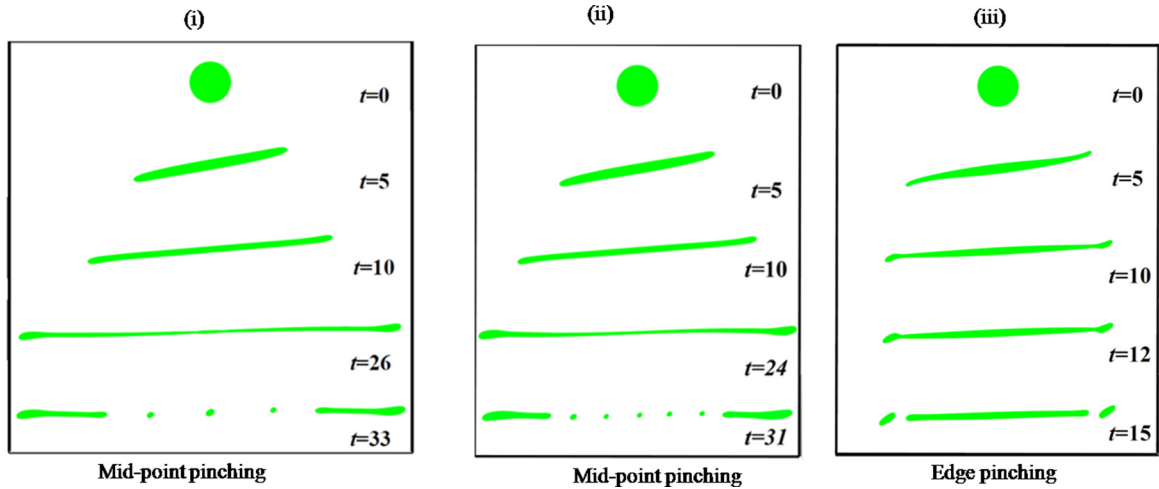 (i)
t=0
t=5
t=10
t=26
t=33
Mid-point pinching
(ii)
t=0
t=5
t=10
t=24
t=31
Mid-point pinching
(iii)
t=0
t=5
t=10
t=12
t=15
Edge pinching